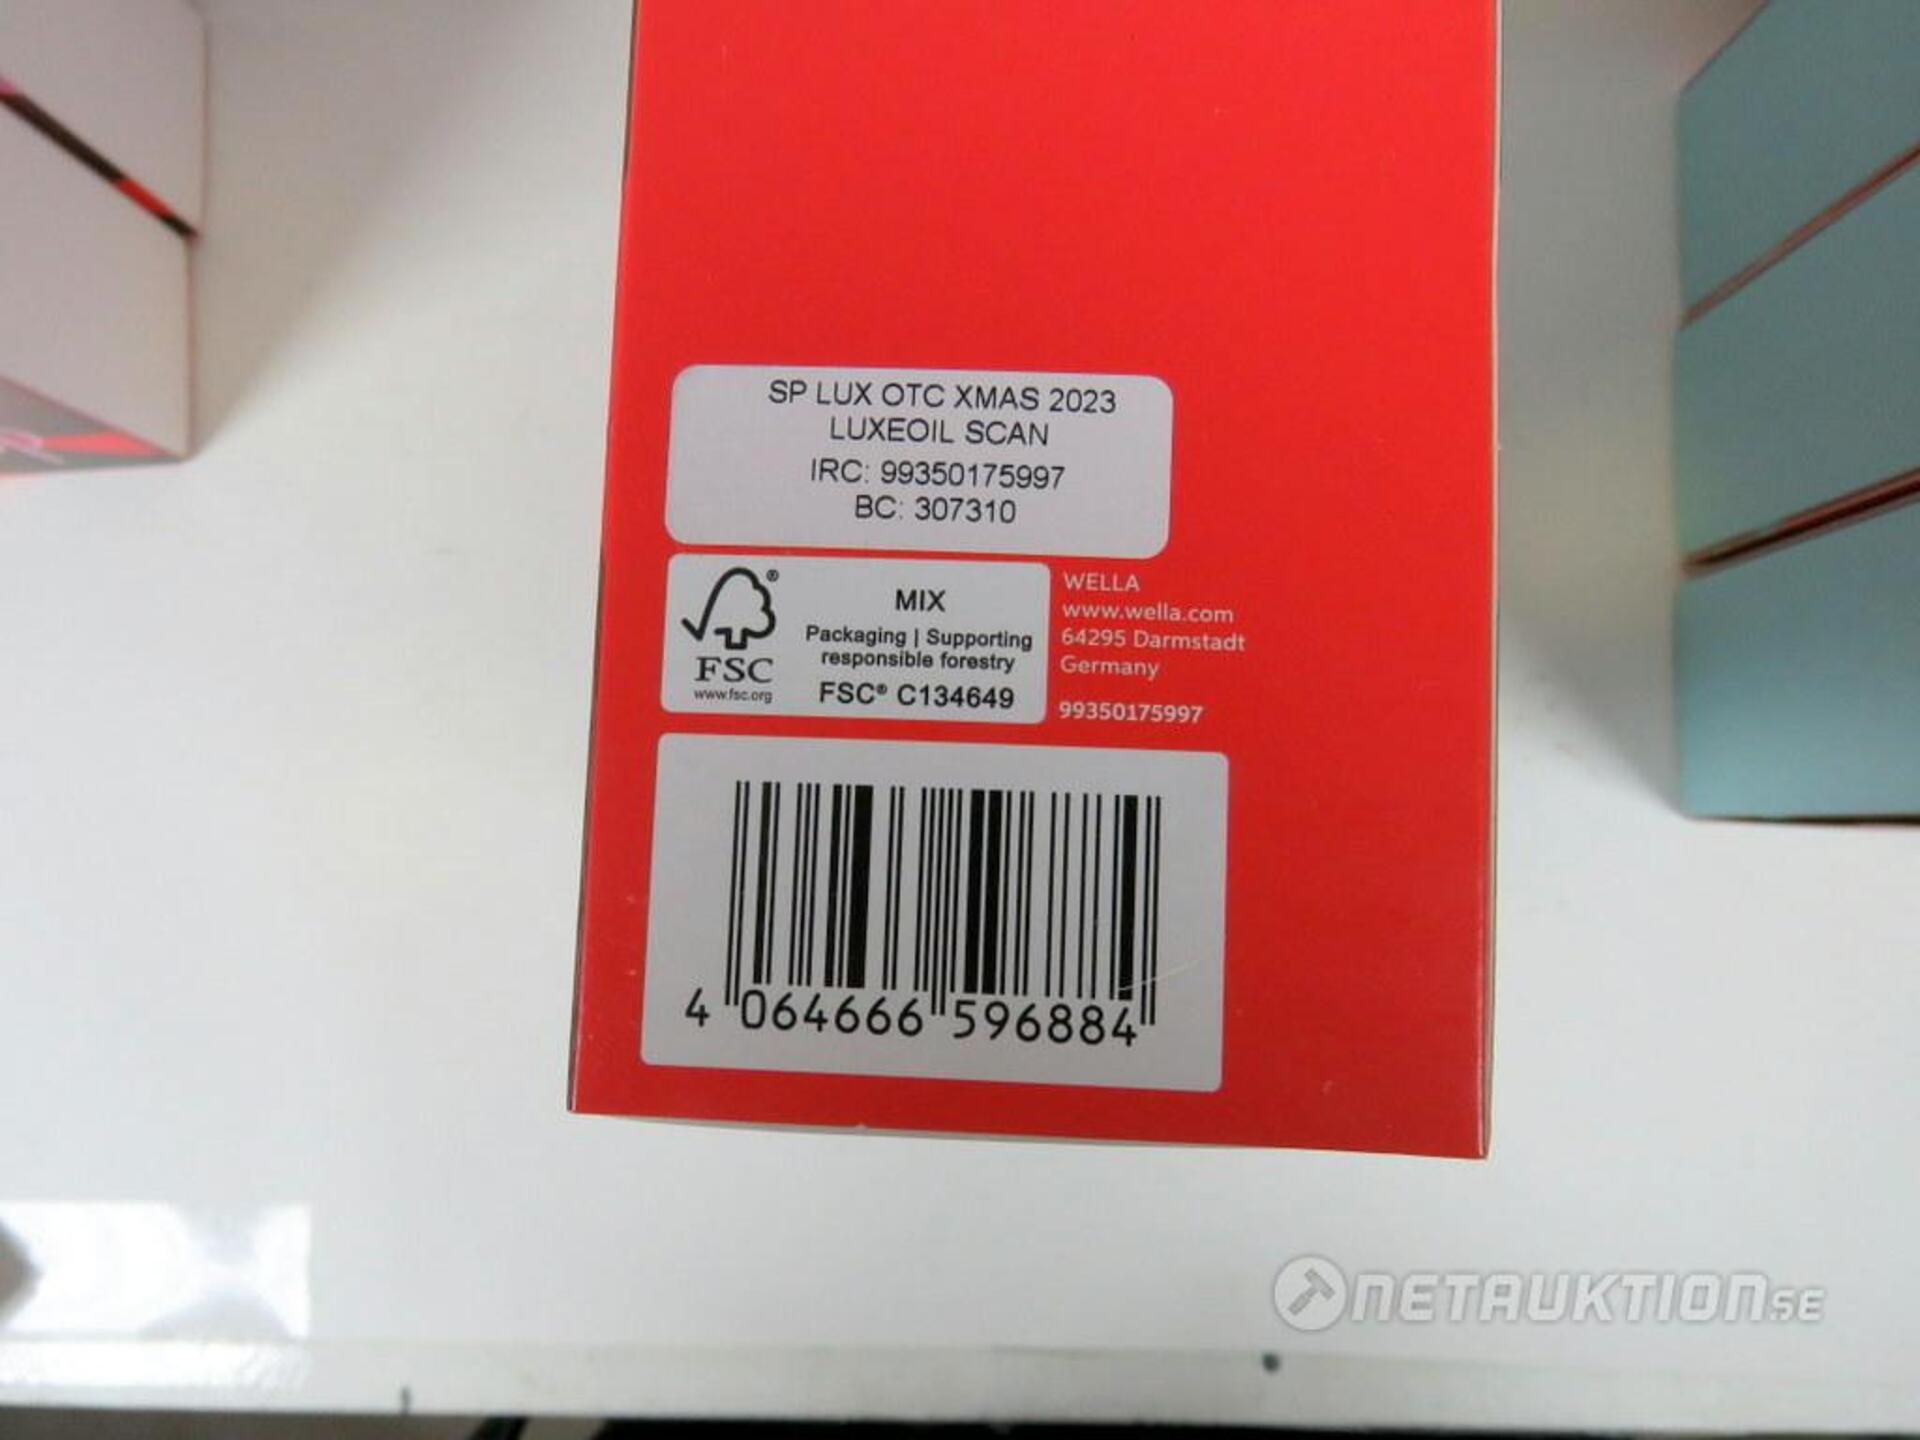 SP LUX OTC XMAS 2023
LUXEOIL SCAN
IRC: 99350175997
BC: 307310
®
FSC
www.fsc.org
MIX
Packaging | Supporting
responsible forestry
FSC® C134649
WELLA
www.wella.com
64295 Darmstadt
Germany
99350175997
4 064666 596884
NETAUKTION.SE